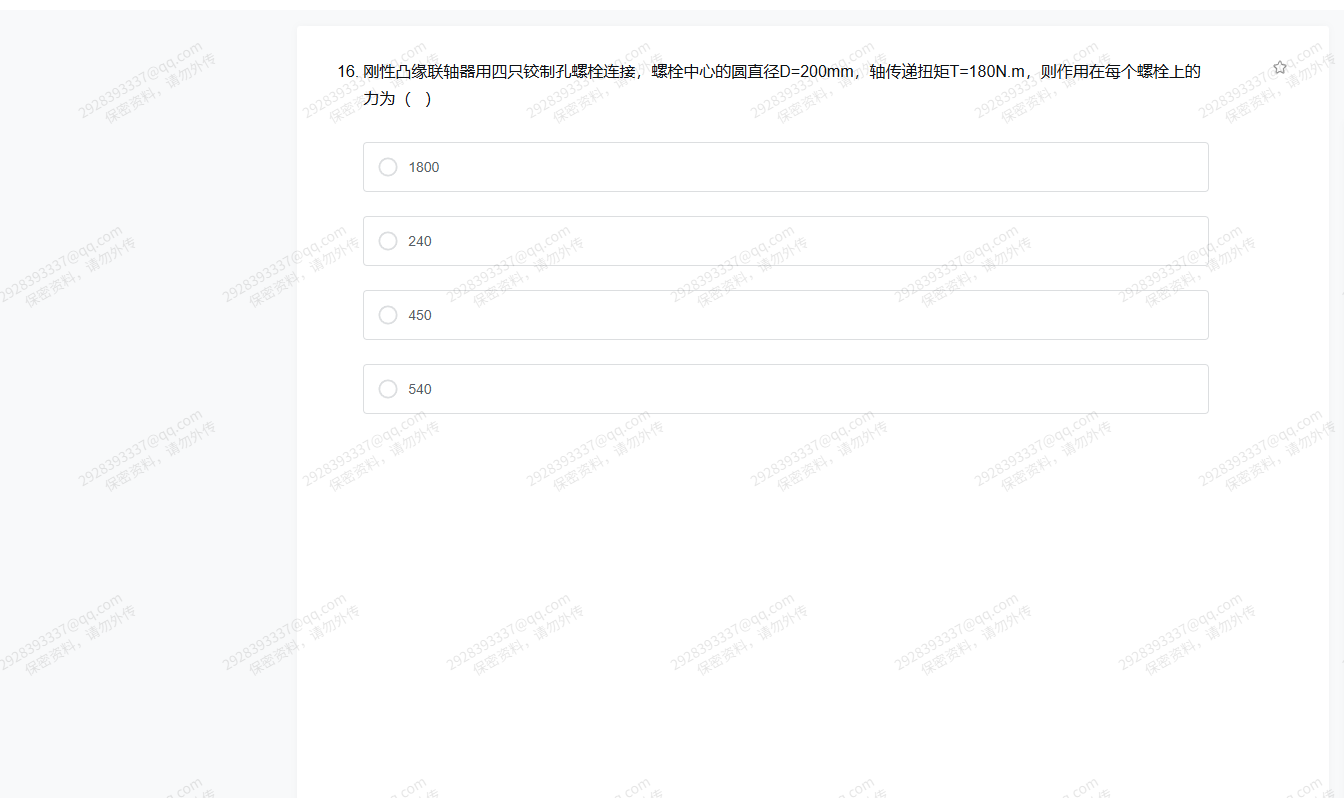 16. 刚性凸缘联轴器用四只铰制孔螺栓连接，螺栓中心的圆直径D=200mm，轴传递扭矩T=180N.m，则作用在每个螺栓上的
力为（ ）
1800
240
450
540
2928393337@qq.com
保密资料，请勿外传